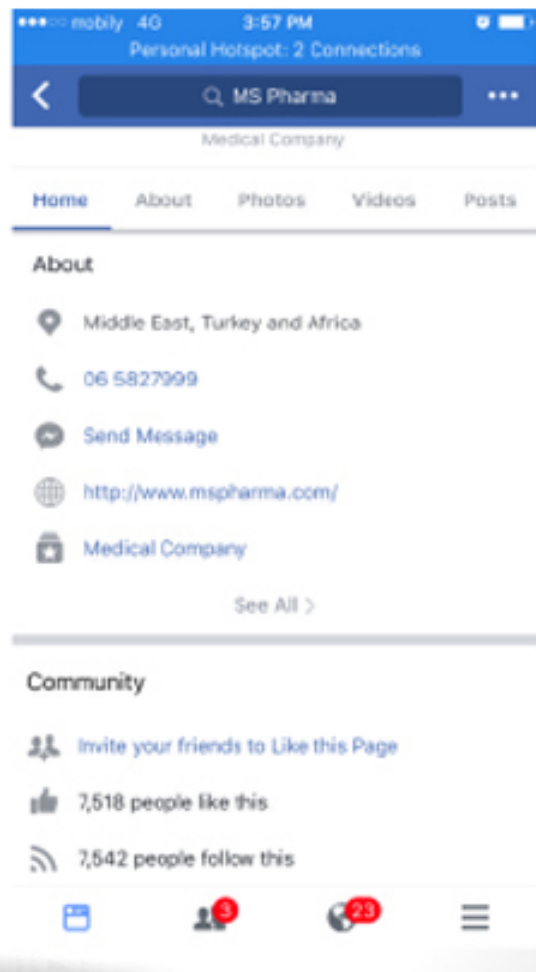 mobily 4G 3:57 PM
Personal Hotspot: 2 Connections
MS Pharma
Medical Company
Home About Photos Videos Posts
About
Middle East, Turkey and Africa
06 5827999
Send Message
http://www.mspharma.com/
Medical Company
See All >
Community
Invite your friends to Like this Page
7,518 people like this
7,542 people follow this
3 23